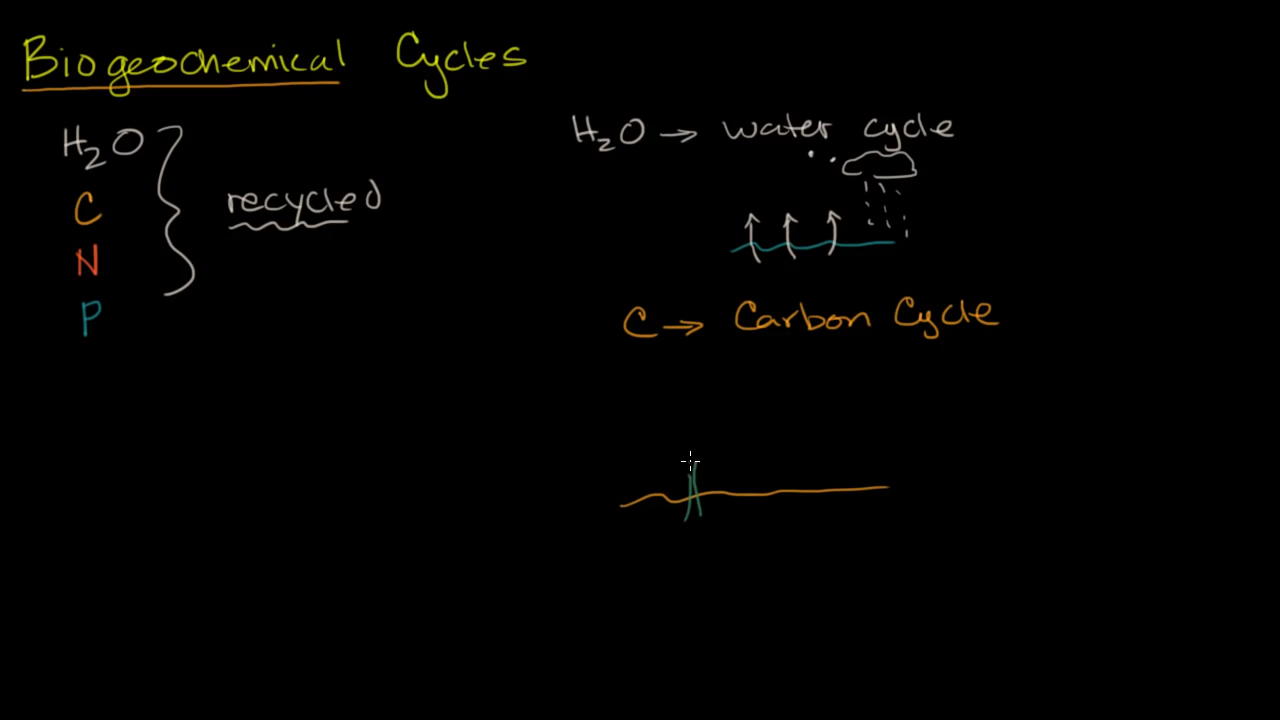 Biogeochemical Cycles
H₂O
C
N
P
recycled
H₂O → water cycle
C → Carbon Cycle